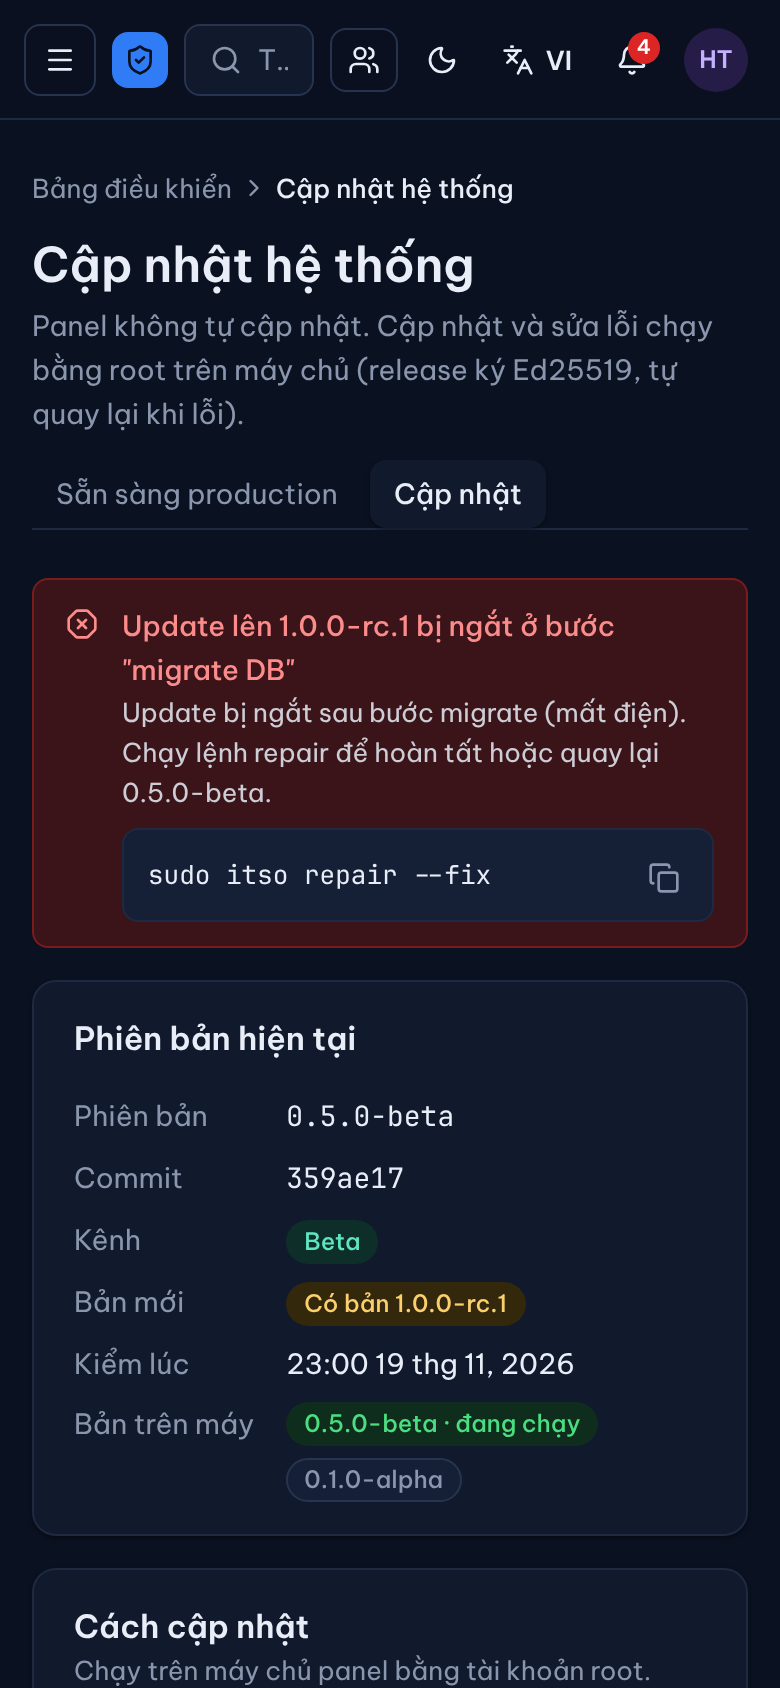 T..
VI
4
HT
Bảng điều khiển > Cập nhật hệ thống
Cập nhật hệ thống
Panel không tự cập nhật. Cập nhật và sửa lỗi chạy
bằng root trên máy chủ (release ký Ed25519, tự
quay lại khi lỗi).
Sẵn sàng production
Cập nhật
Update lên 1.0.0-rc.1 bị ngắt ở bước
"migrate DB"
Update bị ngắt sau bước migrate (mất điện).
Chạy lệnh repair để hoàn tất hoặc quay lại
0.5.0-beta.
sudo itso repair --fix
Phiên bản hiện tại
Phiên bản 0.5.0-beta
Commit 359ae17
Kênh Beta
Bản mới Có bản 1.0.0-rc.1
Kiểm lúc 23:00 19 thg 11, 2026
Bản trên máy 0.5.0-beta · đang chạy
0.1.0-alpha
Cách cập nhật
Chạy trên máy chủ panel bằng tài khoản root.